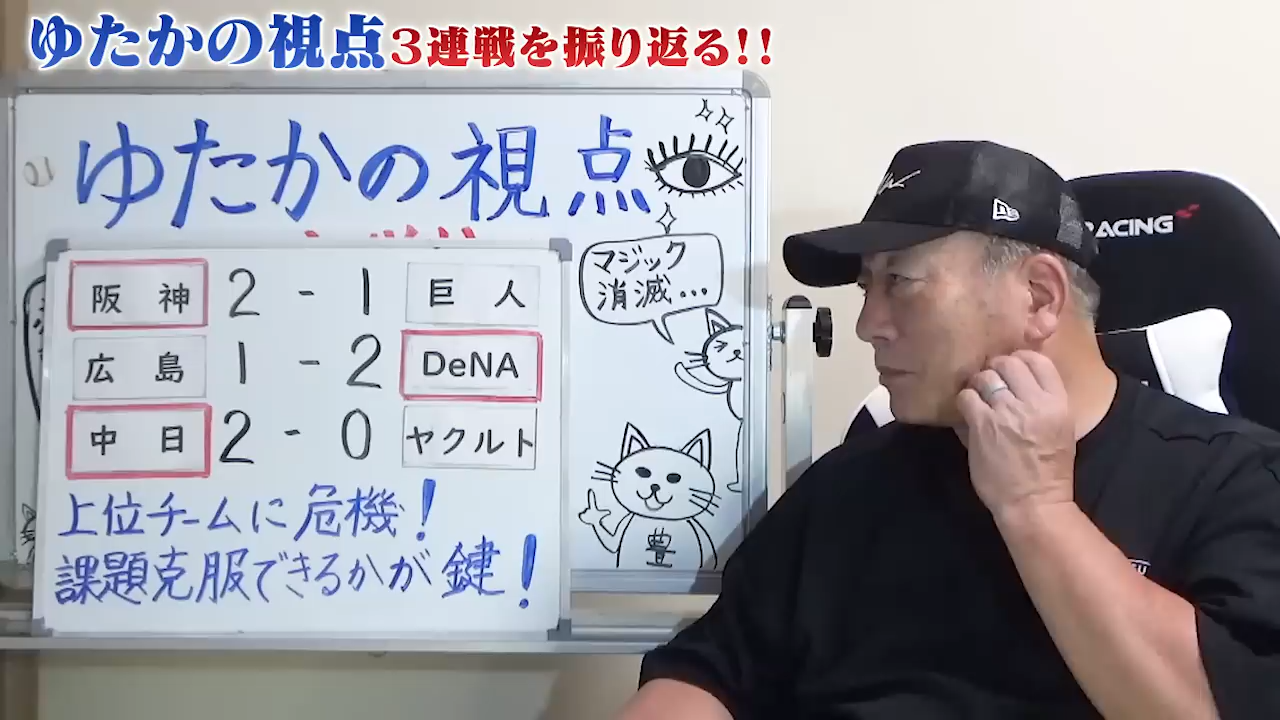 ゆたかの視点3連戦を振り返る!!
ゆたかの視点
マジック
消滅…
阪神 2 - 1 巨人
広島 1 - 2 DeNA
中日 2 - 0 ヤクルト
上位チームに危機!
課題克服できるかが鍵!
豊
RACING